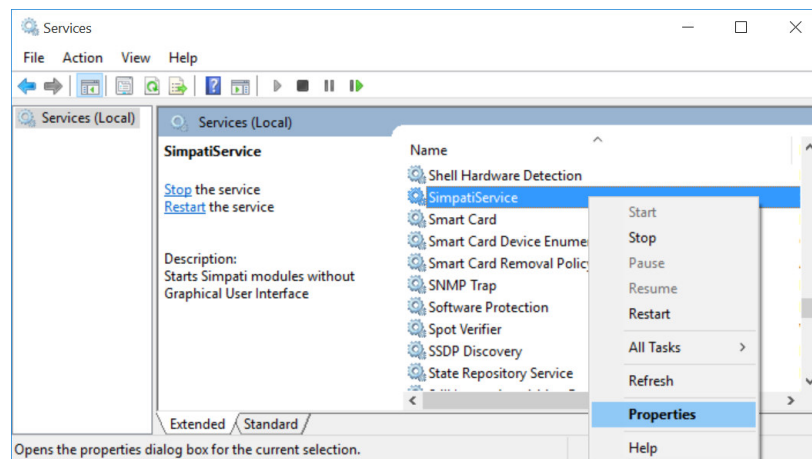 Services
File Action View Help
Services (Local)
Services (Local)
SimpatiService
Stop the service
Restart the service
Description:
Starts Simpati modules without
Graphical User Interface
Name
Shell Hardware Detection
SimpatiService
Smart Card
Smart Card Device Enume
Smart Card Removal Polic
SNMP Trap
Software Protection
Spot Verifier
SSDP Discovery
State Repository Service
Start
Stop
Pause
Resume
Restart
All Tasks
Refresh
Properties
Help
Extended Standard
Opens the properties dialog box for the current selection.